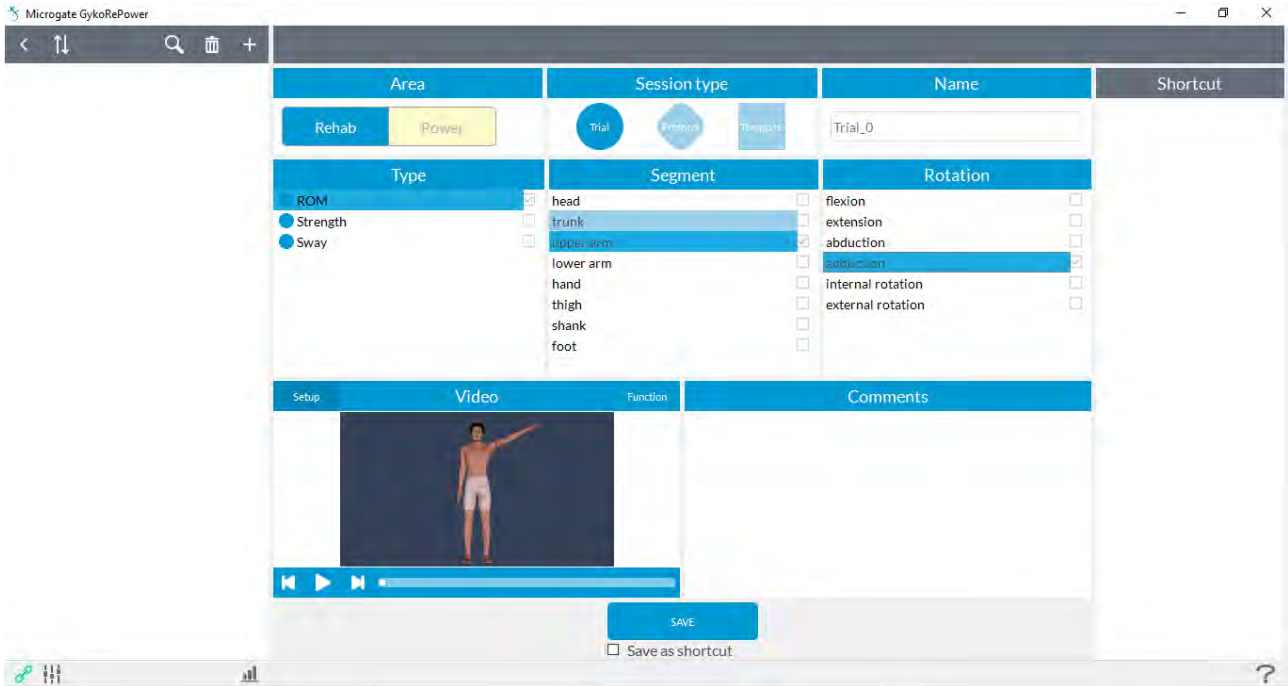 Microgate GykoRePower
Area
Session type
Name
Shortcut
Rehab
Power
Trial
Protocol
Template
Trial_0
Type
Segment
Rotation
ROM
Strength
Sway
head
trunk
upper arm
lower arm
hand
thigh
shank
foot
flexion
extension
abduction
adduction
internal rotation
external rotation
Setup
Video
Function
Comments
SAVE
Save as shortcut